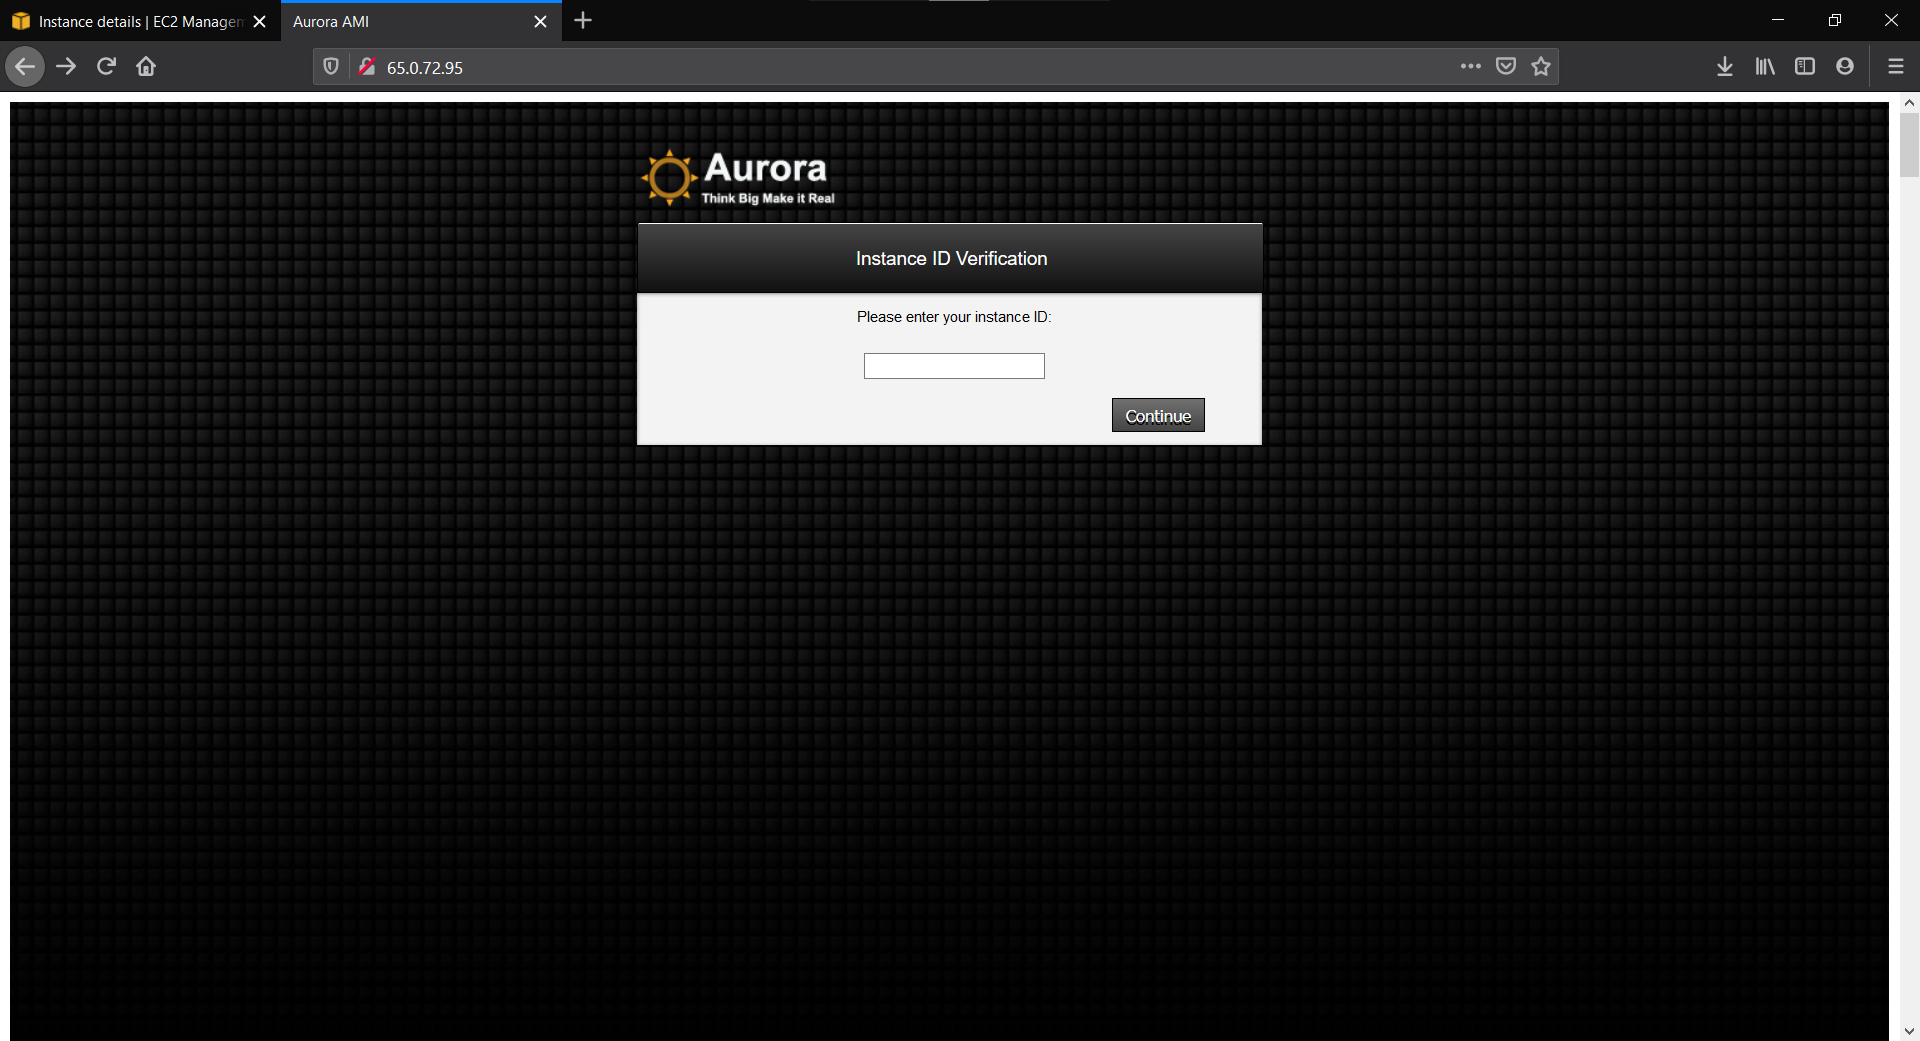 Instance details | EC2 Managem
Aurora AMI
65.0.72.95
Aurora
Think Big Make it Real
Instance ID Verification
Please enter your instance ID:
Continue